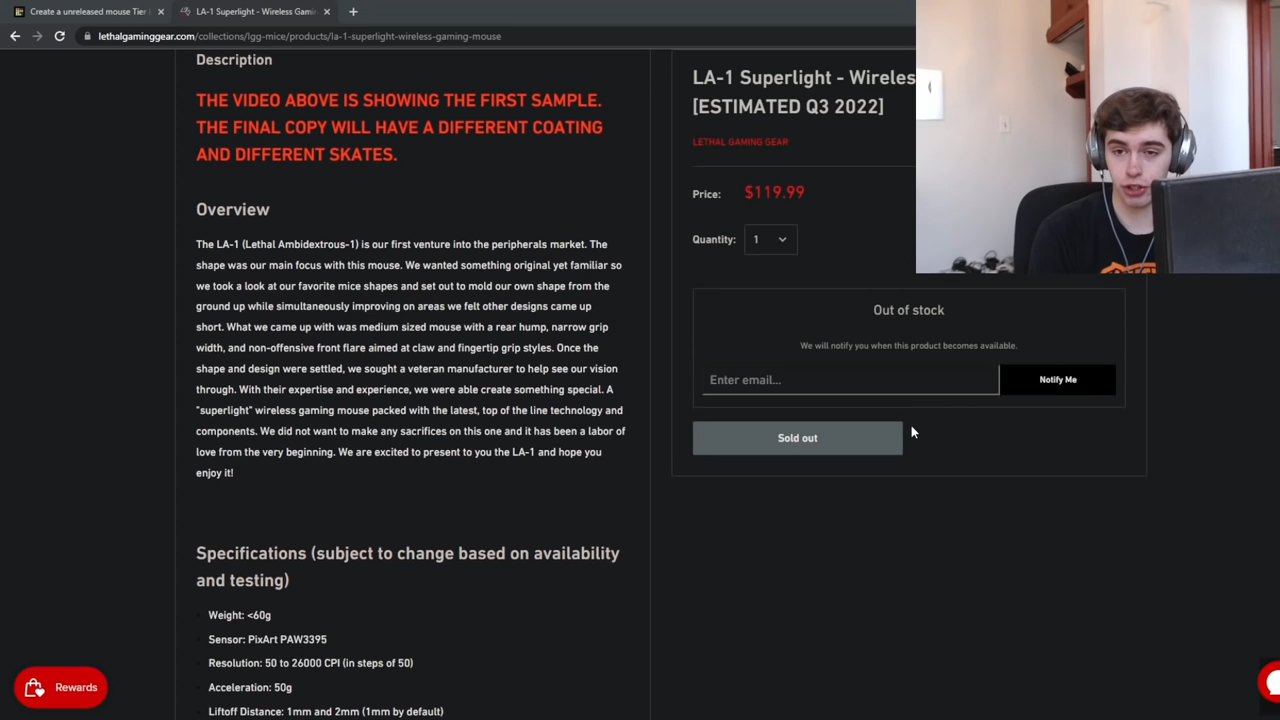 Create a unreleased mouse Tier
LA-1 Superlight - Wireless Gami
lethalgaminggear.com/collections/lgg-mice/products/la-1-superlight-wireless-gaming-mouse
Description
THE VIDEO ABOVE IS SHOWING THE FIRST SAMPLE.
THE FINAL COPY WILL HAVE A DIFFERENT COATING
AND DIFFERENT SKATES.
Overview
The LA-1 (Lethal Ambidextrous-1) is our first venture into the peripherals market. The
shape was our main focus with this mouse. We wanted something original yet familiar so
we took a look at our favorite mice shapes and set out to mold our own shape from the
ground up while simultaneously improving on areas we felt other designs came up
short. What we came up with was medium sized mouse with a rear hump, narrow grip
width, and non-offensive front flare aimed at claw and fingertip grip styles. Once the
shape and design were settled, we sought a veteran manufacturer to help see our vision
through. With their expertise and experience, we were able create something special. A
"superlight" wireless gaming mouse packed with the latest, top of the line technology and
components. We did not want to make any sacrifices on this one and it has been a labor of
love from the very beginning. We are excited to present to you the LA-1 and hope you
enjoy it!
Specifications (subject to change based on availability
and testing)
Weight: <60g
Sensor: PixArt PAW3395
Resolution: 50 to 26000 CPI (in steps of 50)
Acceleration: 50g
Liftoff Distance: 1mm and 2mm (1mm by default)
Rewards
LA-1 Superlight - Wireles
[ESTIMATED Q3 2022]
LETHAL GAMING GEAR
Price: $119.99
Quantity: 1
Out of stock
We will notify you when this product becomes available.
Enter email... Notify Me
Sold out